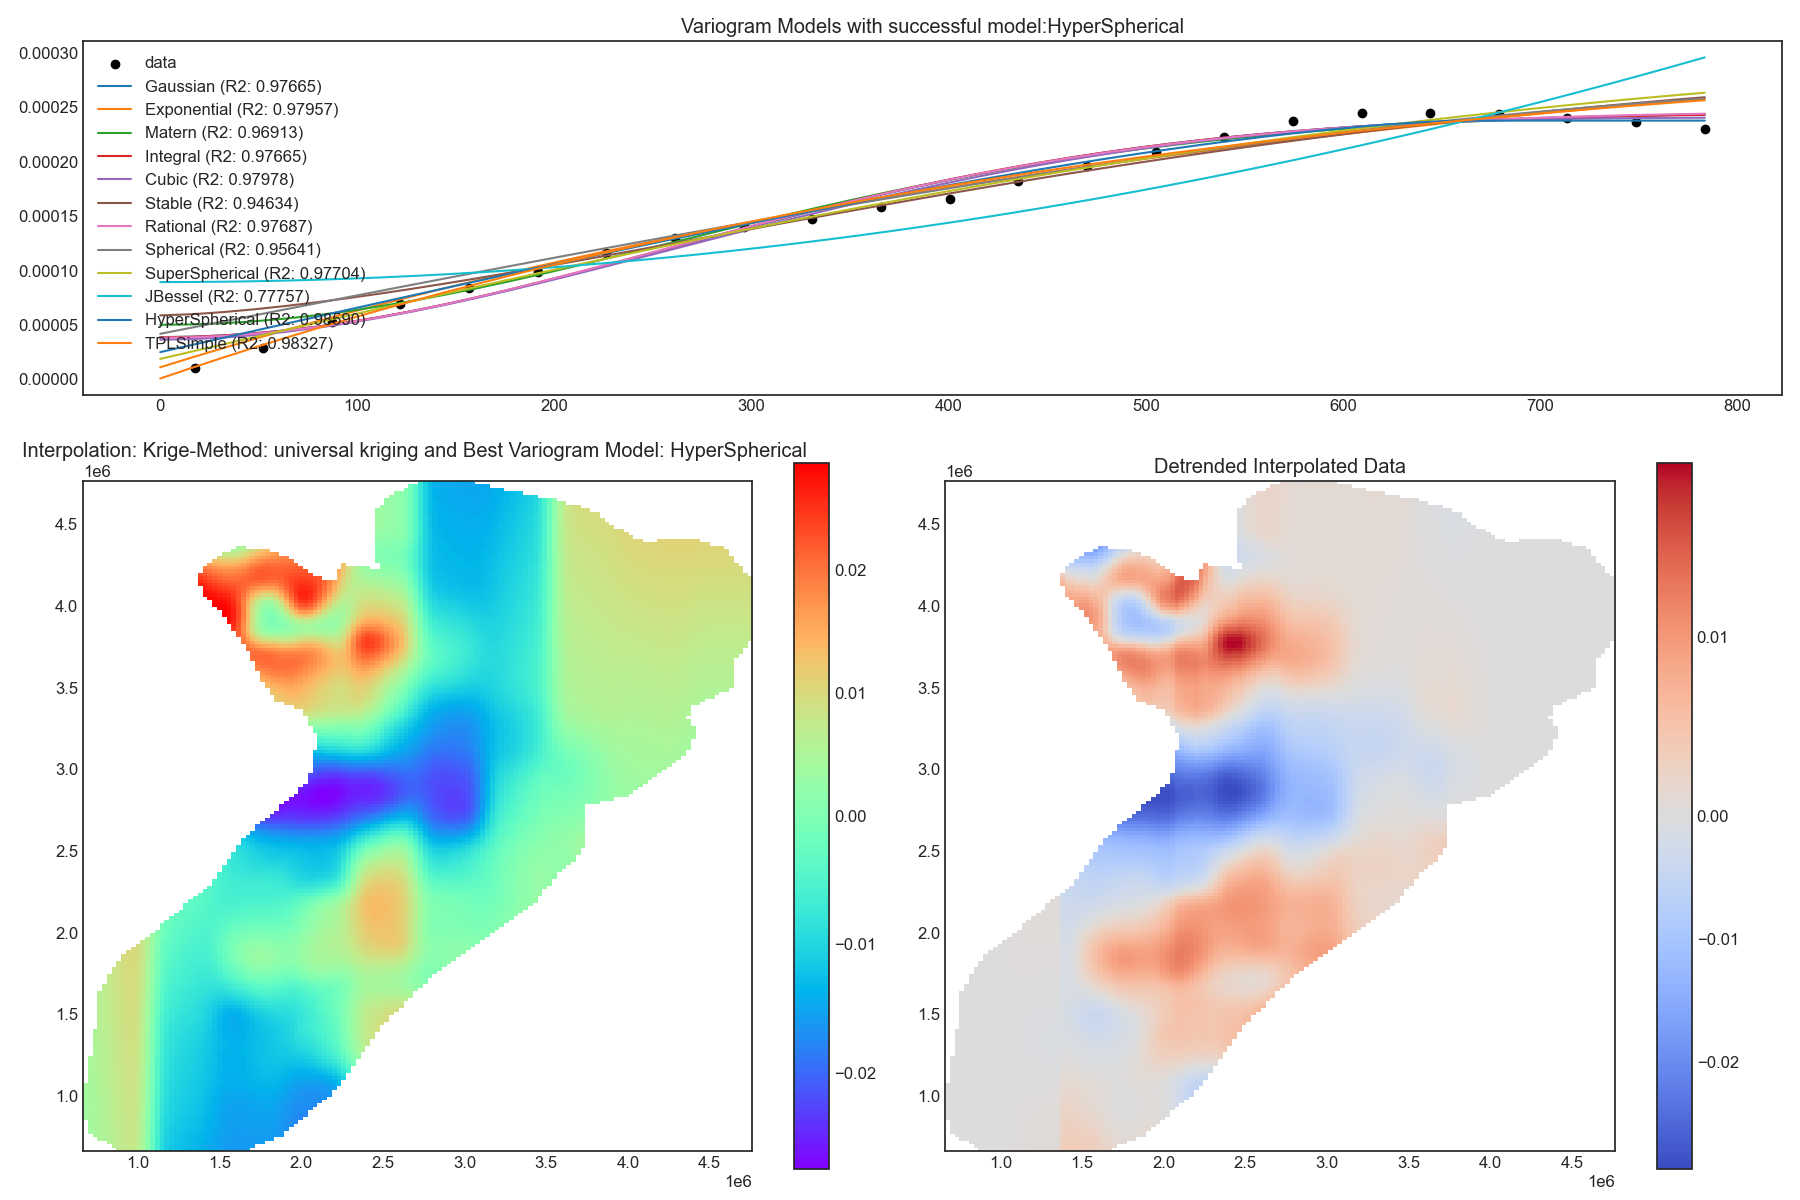 Variogram Models with successful model:HyperSpherical
0.00030
0.00025
0.00020
0.00015
0.00010
0.00005
0.00000
data
Gaussian (R2: 0.97665)
Exponential (R2: 0.97957)
Matern (R2: 0.96913)
Integral (R2: 0.97665)
Cubic (R2: 0.97978)
Stable (R2: 0.94634)
Rational (R2: 0.97687)
Spherical (R2: 0.95641)
SuperSpherical (R2: 0.97704)
JBessel (R2: 0.77757)
HyperSpherical (R2: 0.98690)
TPLSimple (R2: 0.98327)
0 100 200 300 400 500 600 700 800
Interpolation: Krige-Method: universal kriging and Best Variogram Model: HyperSpherical
1e6
4.5
4.0
3.5
3.0
2.5
2.0
1.5
1.0
1.0 1.5 2.0 2.5 3.0 3.5 4.0 4.5
1e6
0.02
0.01
0.00
−0.01
−0.02
Detrended Interpolated Data
1e6
4.5
4.0
3.5
3.0
2.5
2.0
1.5
1.0
1.0 1.5 2.0 2.5 3.0 3.5 4.0 4.5
1e6
0.01
0.00
−0.01
−0.02